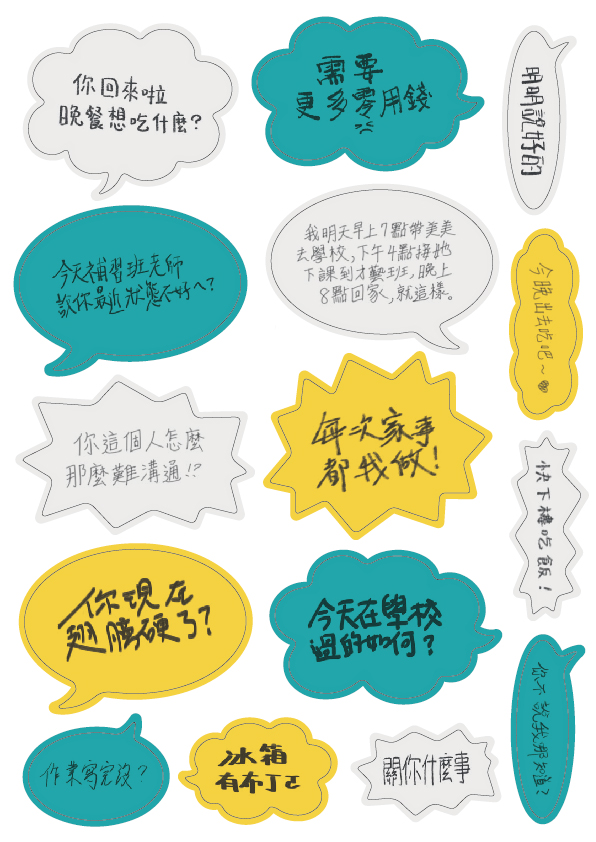 你回來啦
晚餐想吃什麼?
需要
更多零用錢
明明說好的
今天補習班老師
說你最近狀態不好へ?
我明天早上7點帶美美
去學校,下午4點接她
下課到才藝班,晚上
8點回家,就這樣。
今晚出去吃吧~
你這個人怎麼
那麼難溝通!?
每次家事
都我做!
快下樓吃飯!
你現在
翅膀硬了?
今天在學校
過的如何?
你不說我哪知道?
作業寫完沒?
冰箱
有布丁ㄛ
關你什麼事